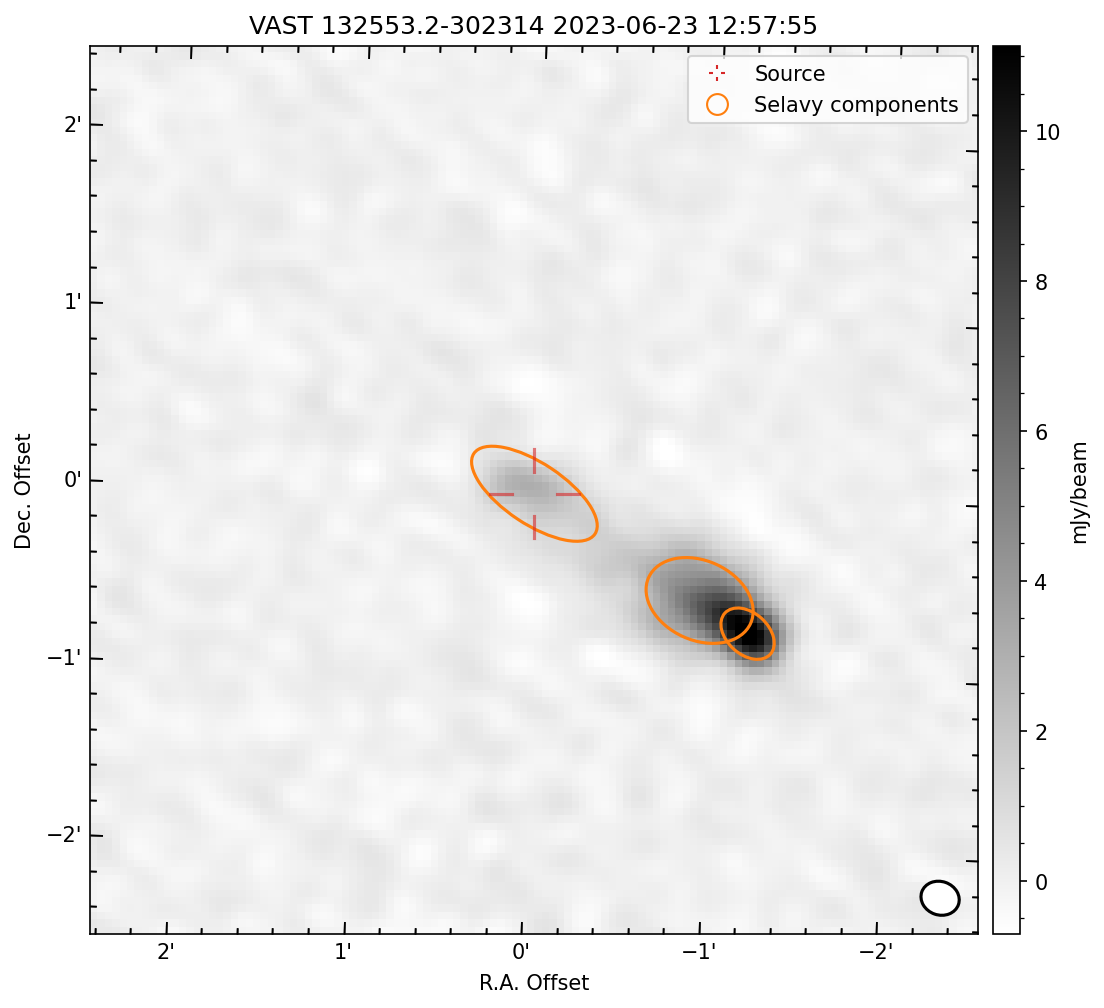 VAST 132553.2-302314 2023-06-23 12:57:55
Source
Selavy components
2'
1'
0'
−1'
−2'
Dec. Offset
2'
1'
0'
−1'
−2'
R.A. Offset
10
8
6
4
2
0
mJy/beam